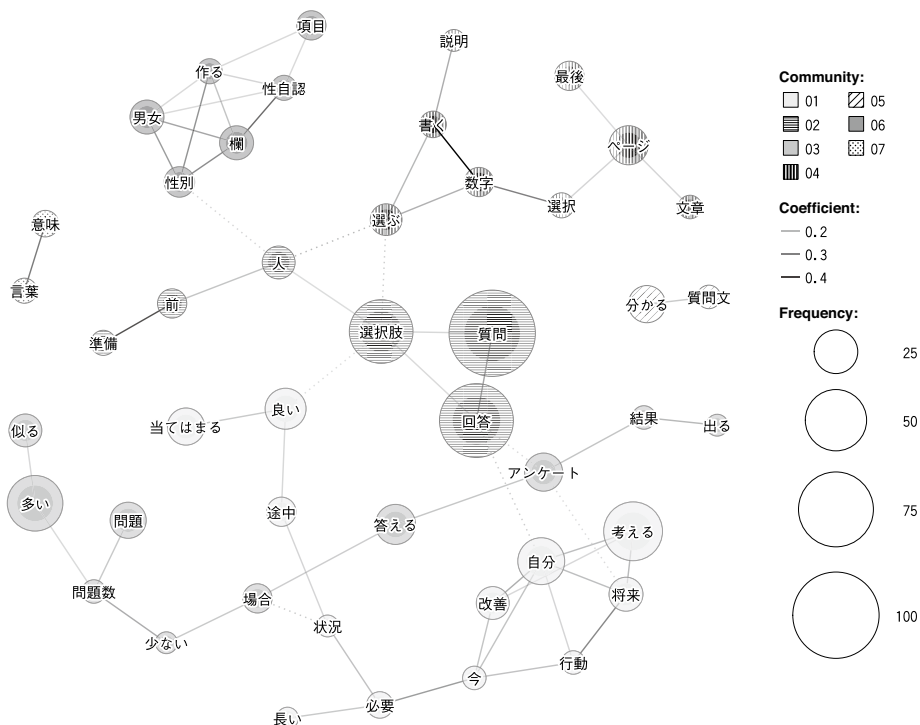 項目
作る
性自認
男女
欄
性別
説明
書く
数字
選ぶ
選択
最後
ページ
文章
意味
言葉
人
前
準備
選択肢
質問
回答
分かる
質問文
当てはまる
良い
似る
多い
問題
問題数
少ない
途中
答える
アンケート
結果
出る
場合
状況
考える
自分
改善
将来
行動
今
必要
長い
Community:
01
05
02
06
03
07
04
Coefficient:
0.2
0.3
0.4
Frequency:
25
50
75
100